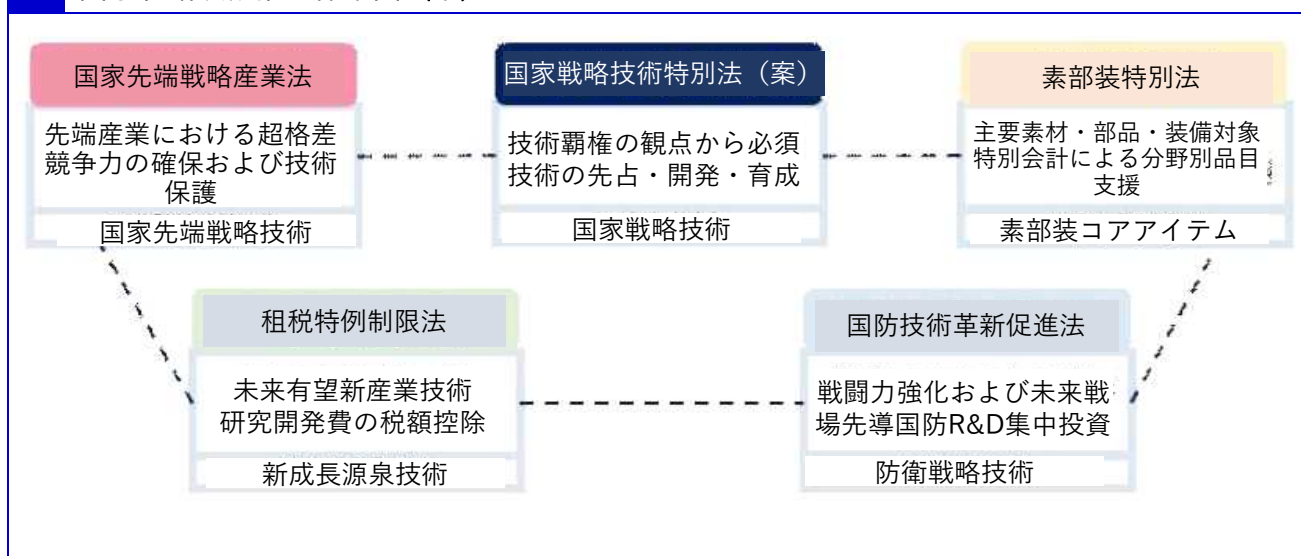 国家先端戦略産業法
先端産業における超格差
競争力の確保および技術
保護
国家先端戦略技術
国家戦略技術特別法（案）
技術覇権の観点から必須
技術の先占・開発・育成
国家戦略技術
素部装特別法
主要素材・部品・装備対象
特別会計による分野別品目
支援
素部装コアアイテム
租税特例制限法
未来有望新産業技術
研究開発費の税額控除
新成長源泉技術
国防技術革新促進法
戦闘力強化および未来戦
場先導国防R&D集中投資
防衛戦略技術